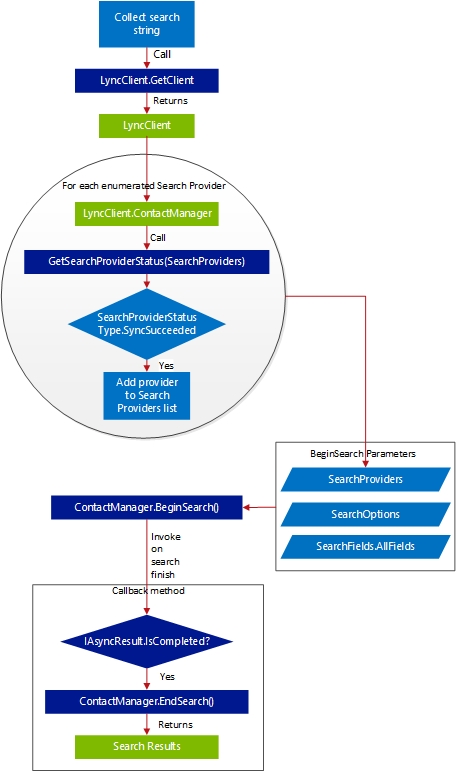 Collect search
string
Call
LyncClient.GetClient
Returns
LyncClient
For each enumerated Search Provider
LyncClient.ContactManager
Call
GetSearchProviderStatus(SearchProviders)
SearchProviderStatus
Type.SyncSucceeded
Yes
Add provider
to Search
Providers list
BeginSearch Parameters
SearchProviders
SearchOptions
SearchFields.AllFields
ContactManager.BeginSearch()
Invoke
on
search
finish
Callback method
IAsyncResult.IsCompleted?
Yes
ContactManager.EndSearch()
Returns
Search Results